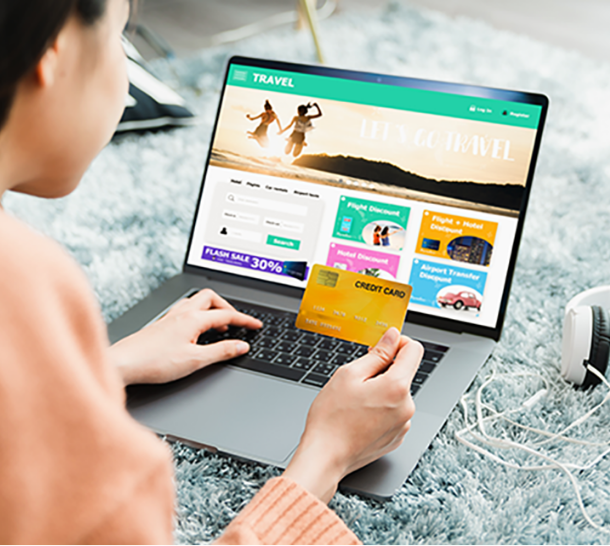 TRAVEL
Log In
Register
LET'S GO TRAVEL
Hotel Flights Car rentals Airport taxis
Flight Discount
Flight + Hotel
Discount
Search
Hotel Discount
Airport Transfer
Discount
FLASH SALE 30%
CREDIT CARD